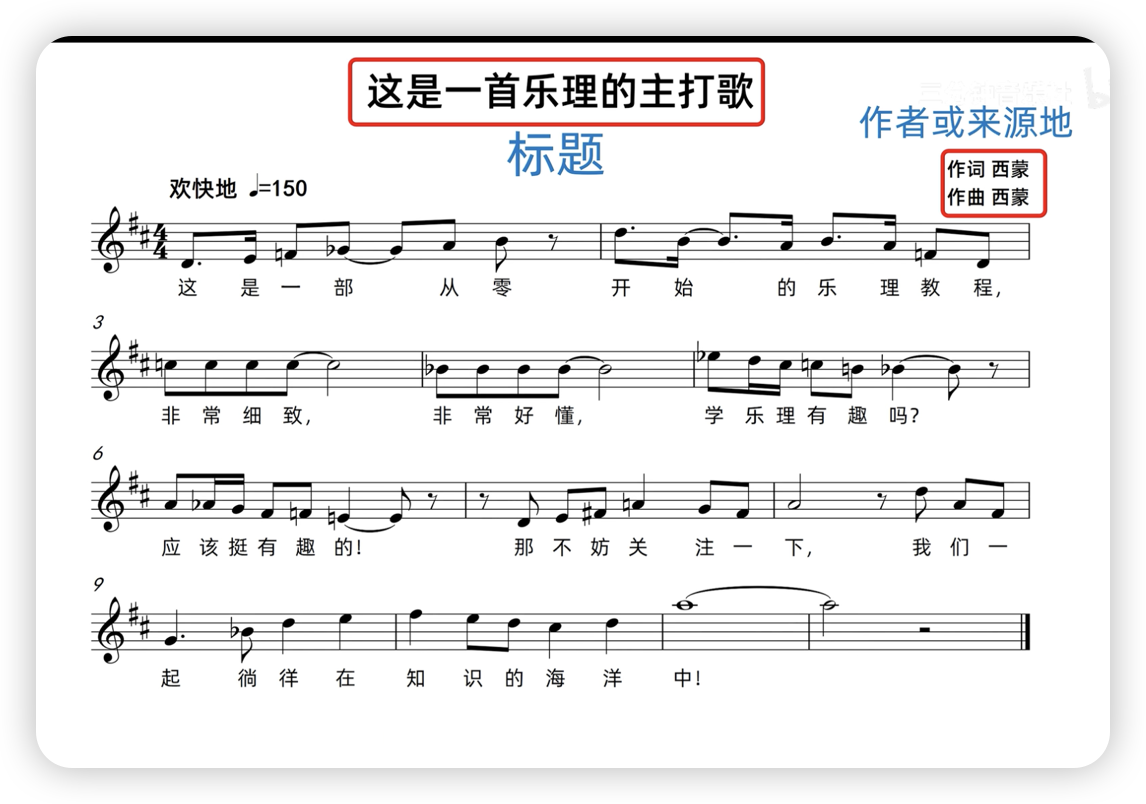 这是一首乐理的主打歌
作者或来源地
标题
作词 西蒙
作曲 西蒙
欢快地 ♩=150
4
4
这 是 一 部 从 零 开 始 的 乐 理 教 程,
3
非 常 细 致, 非 常 好 懂, 学 乐 理 有 趣 吗?
6
应 该 挺 有 趣 的! 那 不 妨 关 注 一 下, 我 们 一
9
起 徜 徉 在 知 识 的 海 洋 中!